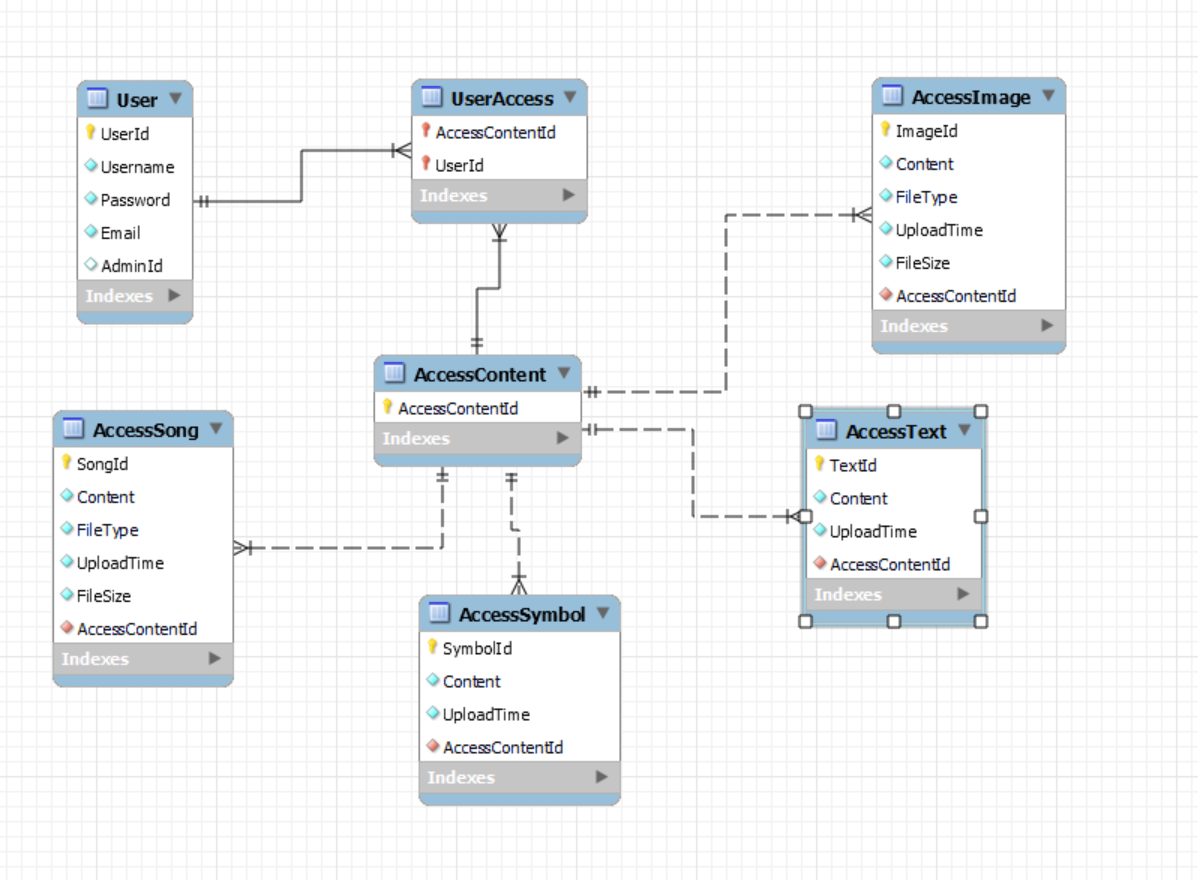 User
UserId
Username
Password
Email
AdminId
Indexes
UserAccess
AccessContentId
UserId
Indexes
AccessImage
ImageId
Content
FileType
UploadTime
FileSize
AccessContentId
Indexes
AccessContent
AccessContentId
Indexes
AccessSong
SongId
Content
FileType
UploadTime
FileSize
AccessContentId
Indexes
AccessText
TextId
Content
UploadTime
AccessContentId
Indexes
AccessSymbol
SymbolId
Content
UploadTime
AccessContentId
Indexes